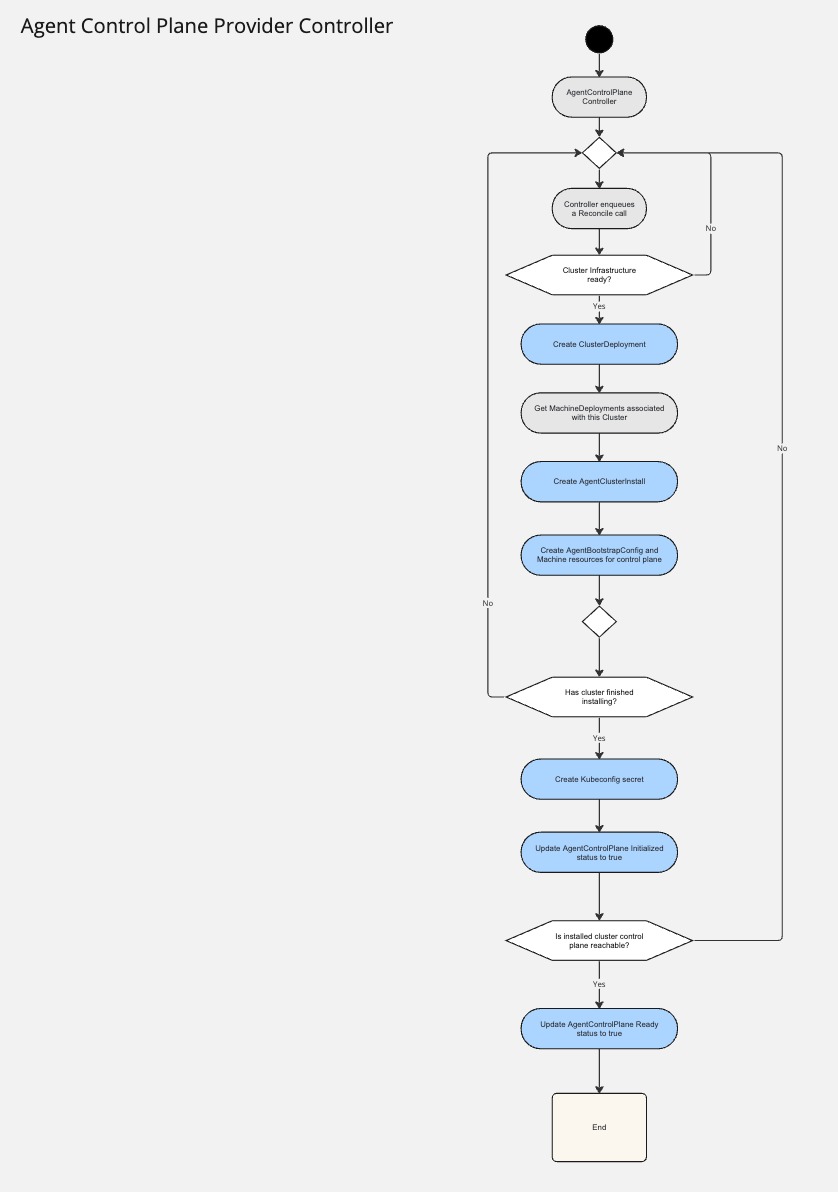 Agent Control Plane Provider Controller
AgentControlPlane
Controller
Controller enqueues
a Reconcile call
No
Cluster Infrastructure
ready?
Yes
Create ClusterDeployment
Get MachineDeployments associated
with this Cluster
No
Create AgentClusterInstall
Create AgentBootstrapConfig and
Machine resources for control plane
No
Has cluster finished
installing?
Yes
Create Kubeconfig secret
Update AgentControlPlane Initialized
status to true
Is installed cluster control
plane reachable?
Yes
Update AgentControlPlane Ready
status to true
End